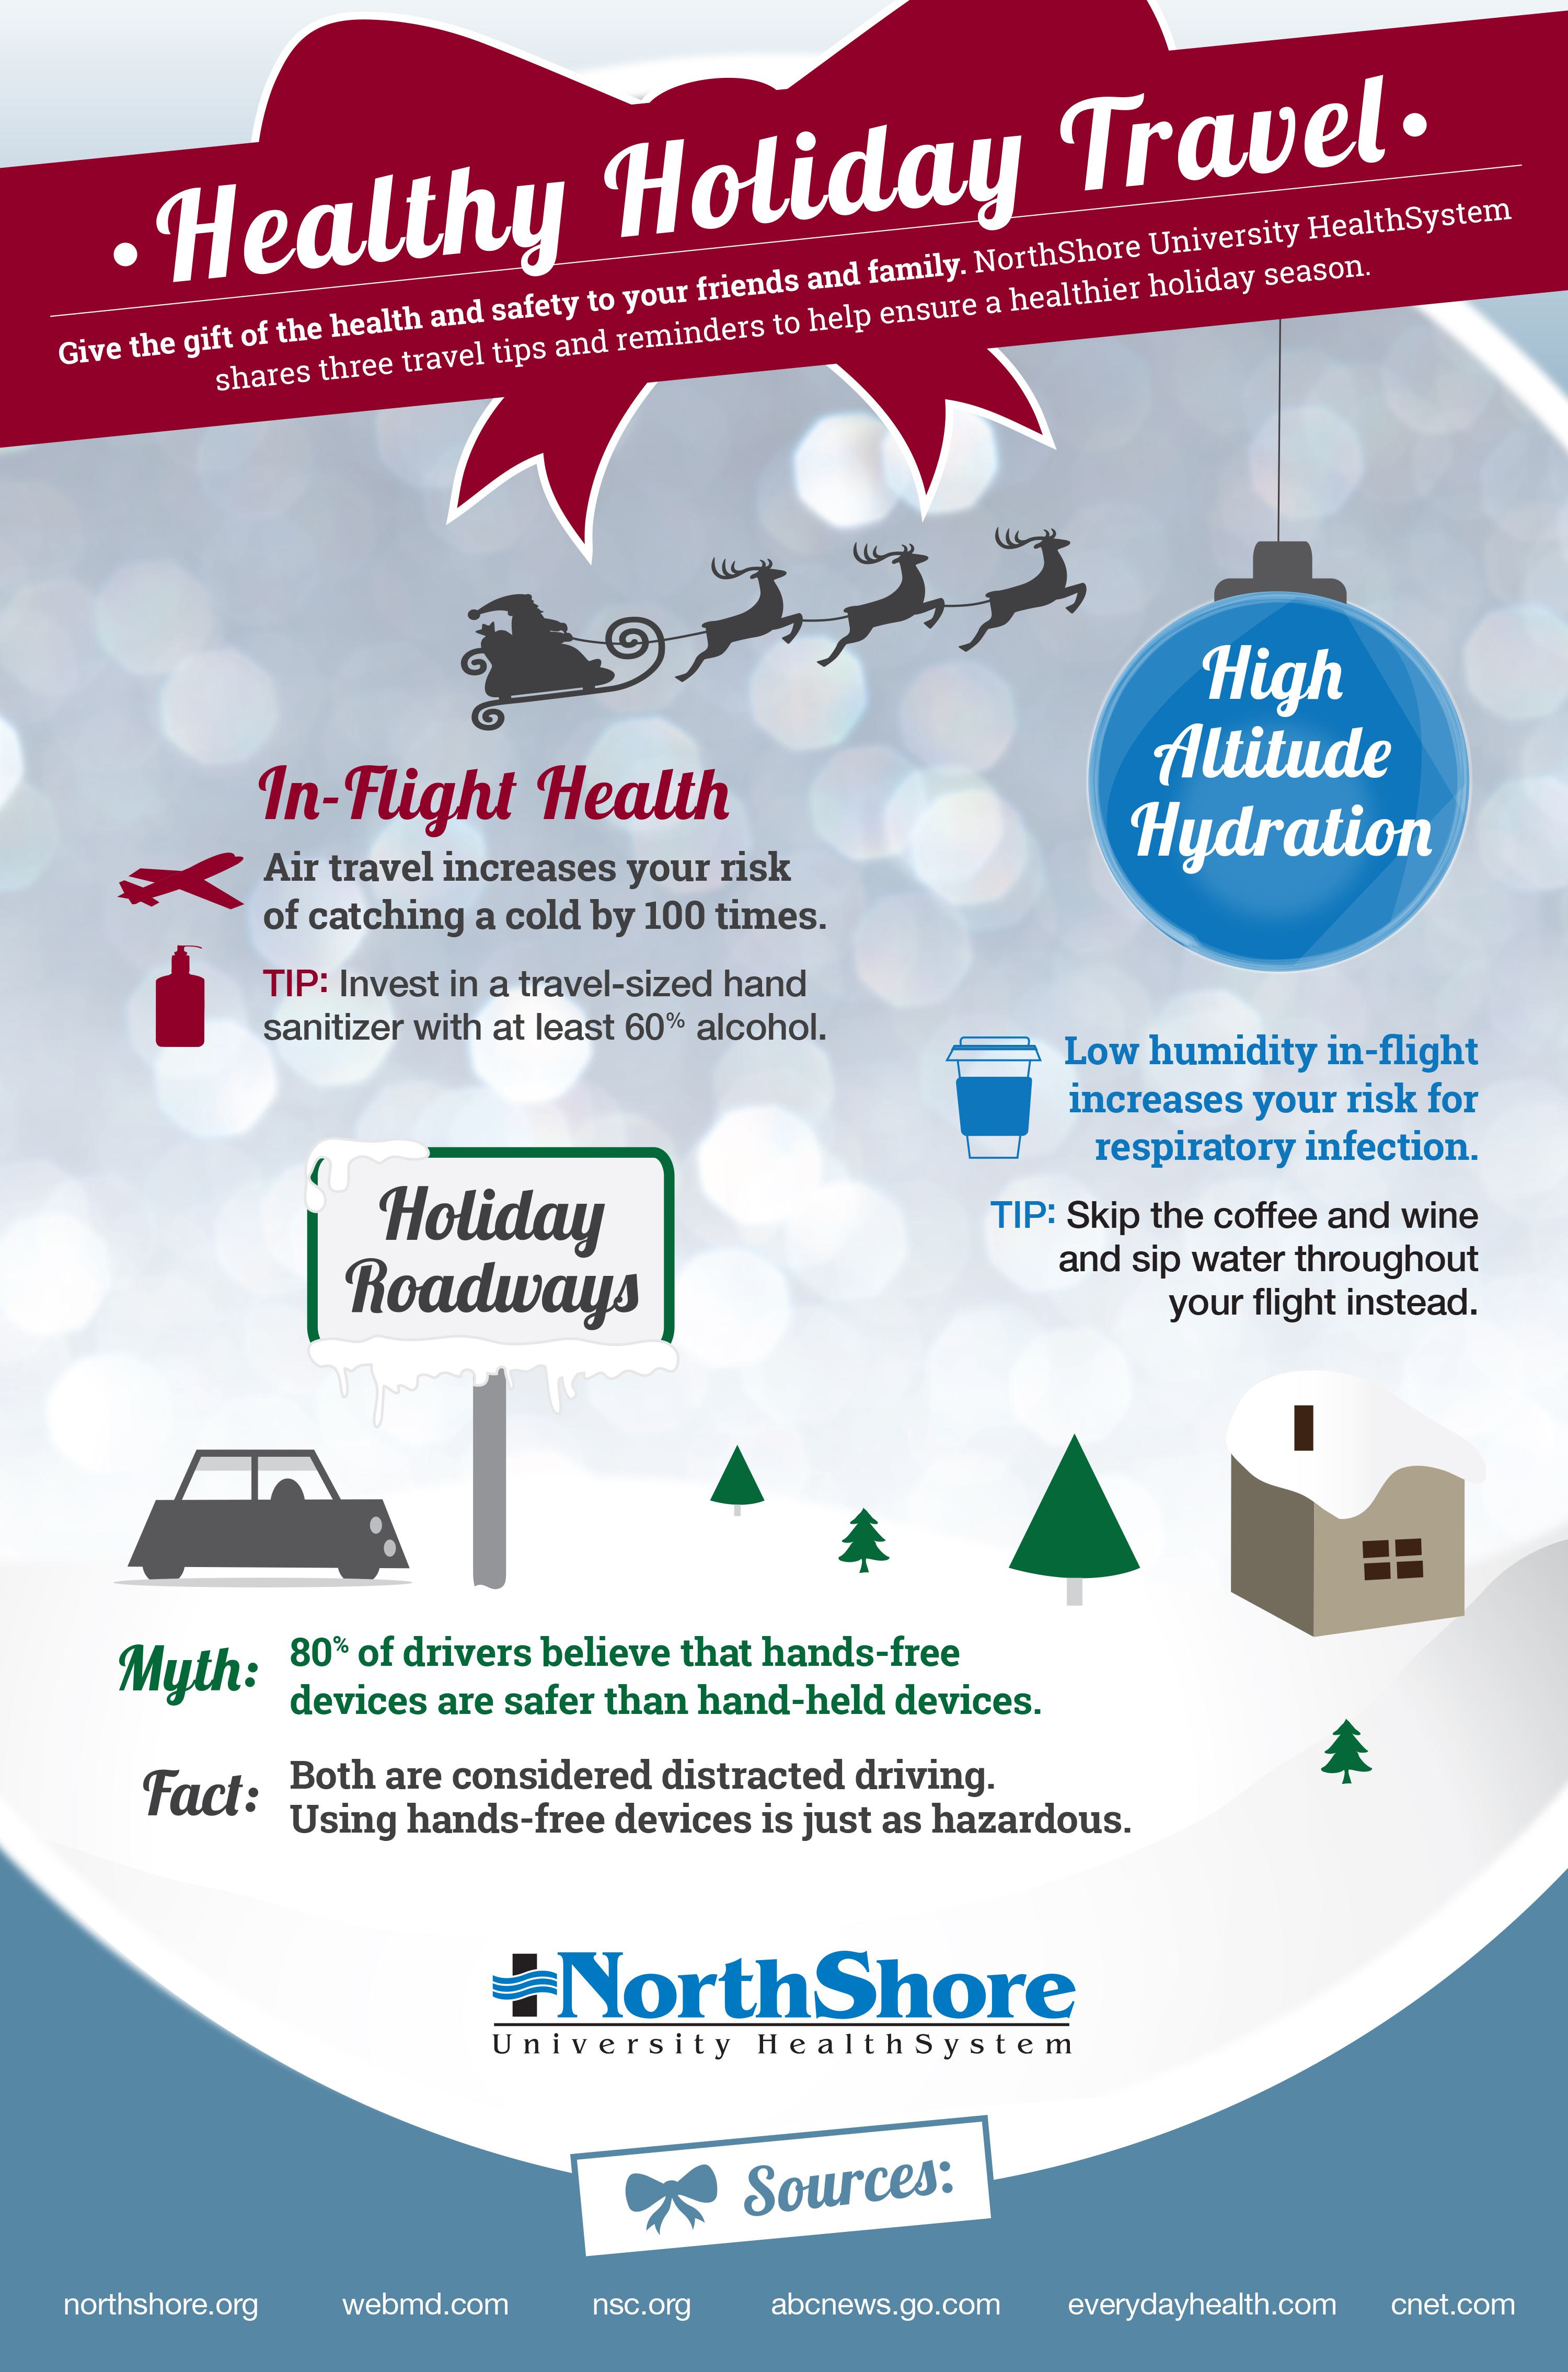 • Healthy Holiday Travel •
Give the gift of the health and safety to your friends and family. NorthShore University HealthSystem
shares three travel tips and reminders to help ensure a healthier holiday season.
High
Altitude
Hydration
In-Flight Health
Air travel increases your risk
of catching a cold by 100 times.
TIP: Invest in a travel-sized hand
sanitizer with at least 60% alcohol.
Low humidity in-flight
increases your risk for
respiratory infection.
TIP: Skip the coffee and wine
and sip water throughout
your flight instead.
Holiday
Roadways
Myth: 80% of drivers believe that hands-free
devices are safer than hand-held devices.
Fact: Both are considered distracted driving.
Using hands-free devices is just as hazardous.
NorthShore
University HealthSystem
Sources:
northshore.org webmd.com nsc.org abcnews.go.com everydayhealth.com cnet.com